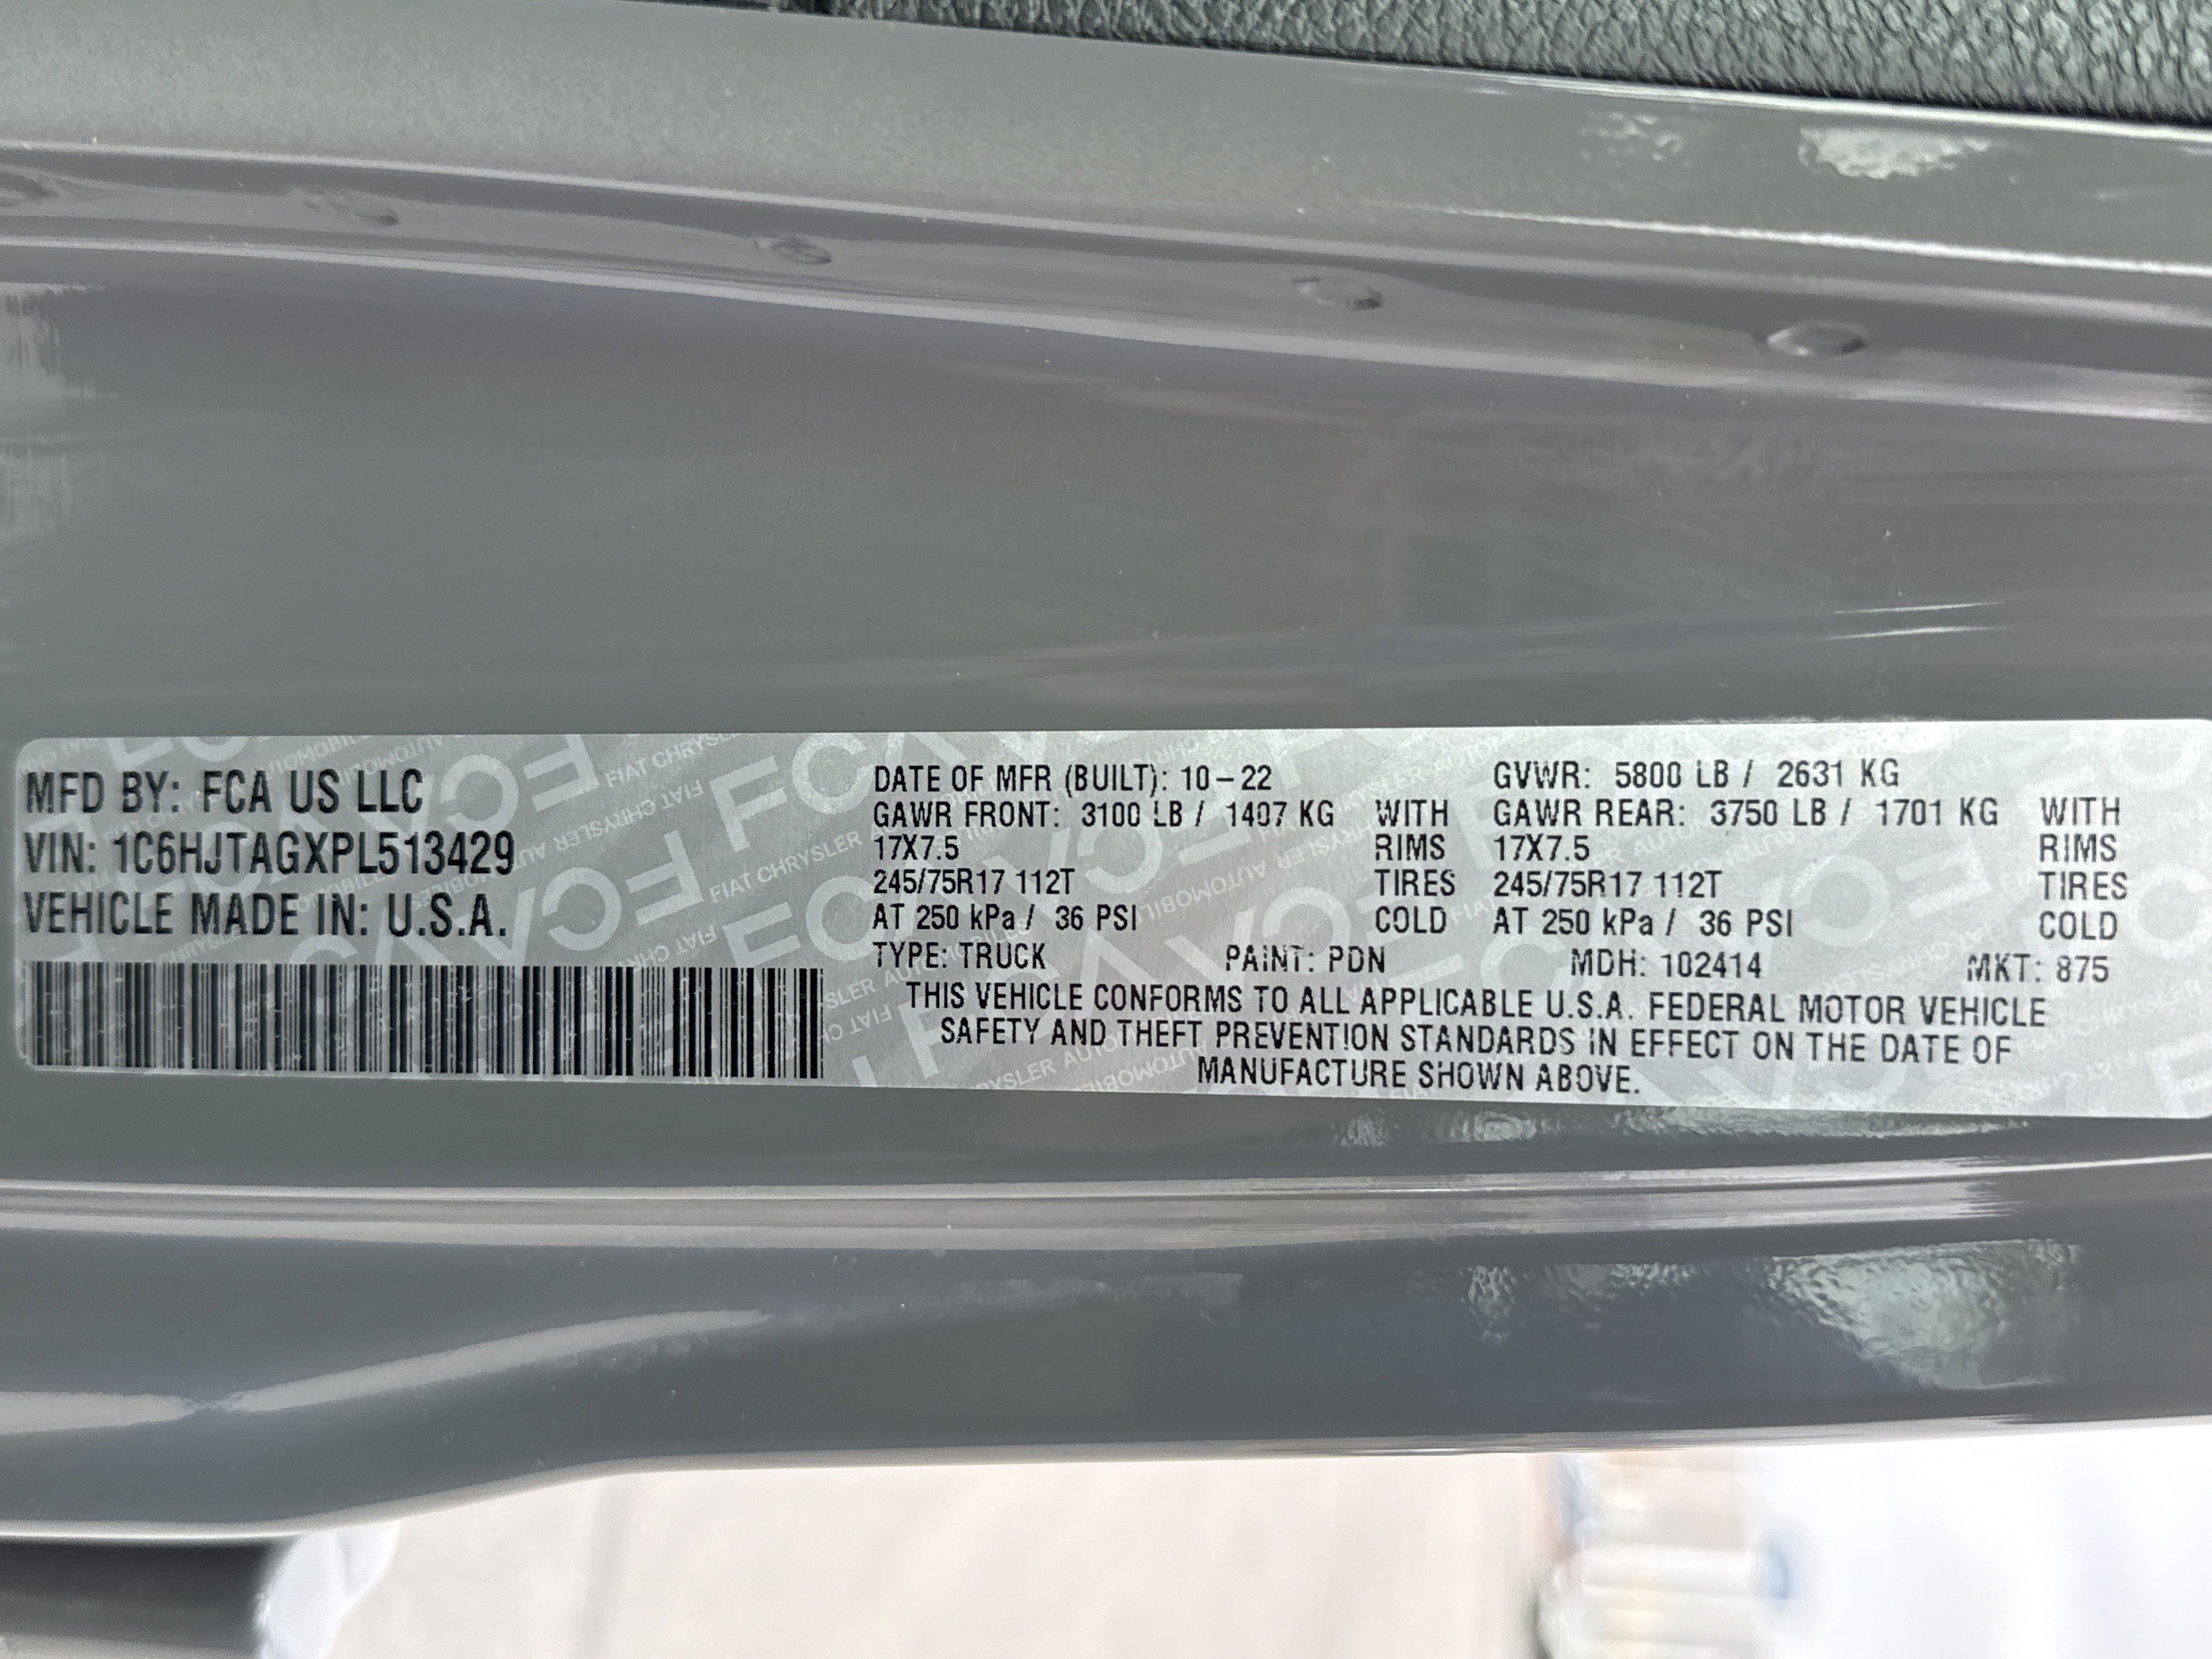 MFD BY: FCA US LLC
VIN: 1C6HJTAGXPL513429
VEHICLE MADE IN: U.S.A.
DATE OF MFR (BUILT): 10-22 GVWR: 5800 LB / 2631 KG
GAWR FRONT: 3100 LB / 1407 KG WITH GAWR REAR: 3750 LB / 1701 KG WITH
17X7.5 RIMS 17X7.5 RIMS
245/75R17 112T TIRES 245/75R17 112T TIRES
AT 250 kPa / 36 PSI COLD AT 250 kPa / 36 PSI COLD
TYPE: TRUCK PAINT: PDN MDH: 102414 MKT: 875
THIS VEHICLE CONFORMS TO ALL APPLICABLE U.S.A. FEDERAL MOTOR VEHICLE
SAFETY AND THEFT PREVENTION STANDARDS IN EFFECT ON THE DATE OF
MANUFACTURE SHOWN ABOVE.